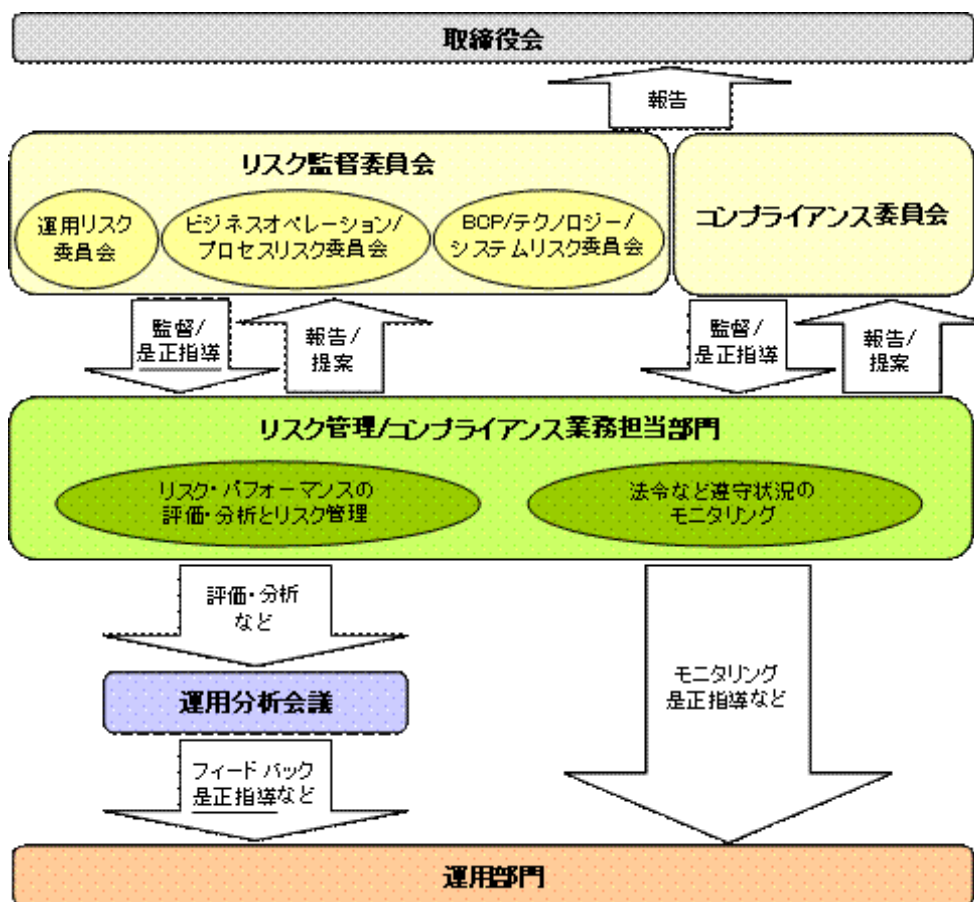 取締役会
報告
リスク監督委員会
運用リスク
委員会
ビジネスオペレーション/
プロセスリスク委員会
BCP/テクノロジー/
システムリスク委員会
コンプライアンス委員会
監督/
是正指導
報告/
提案
監督/
是正指導
報告/
提案
リスク管理/コンプライアンス業務担当部門
リスク・パフォーマンスの
評価・分析とリスク管理
法令など遵守状況の
モニタリング
評価・分析
など
運用分析会議
フィードバック
是正指導など
モニタリング
是正指導など
運用部門